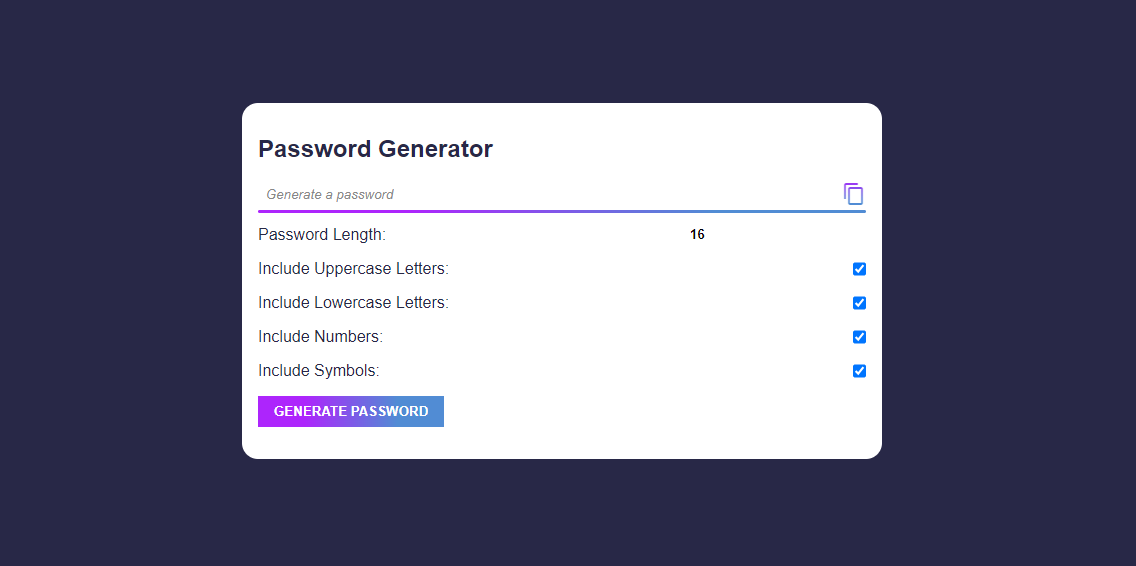 Password Generator
Generate a password
Password Length: 16
Include Uppercase Letters:
Include Lowercase Letters:
Include Numbers:
Include Symbols:
GENERATE PASSWORD